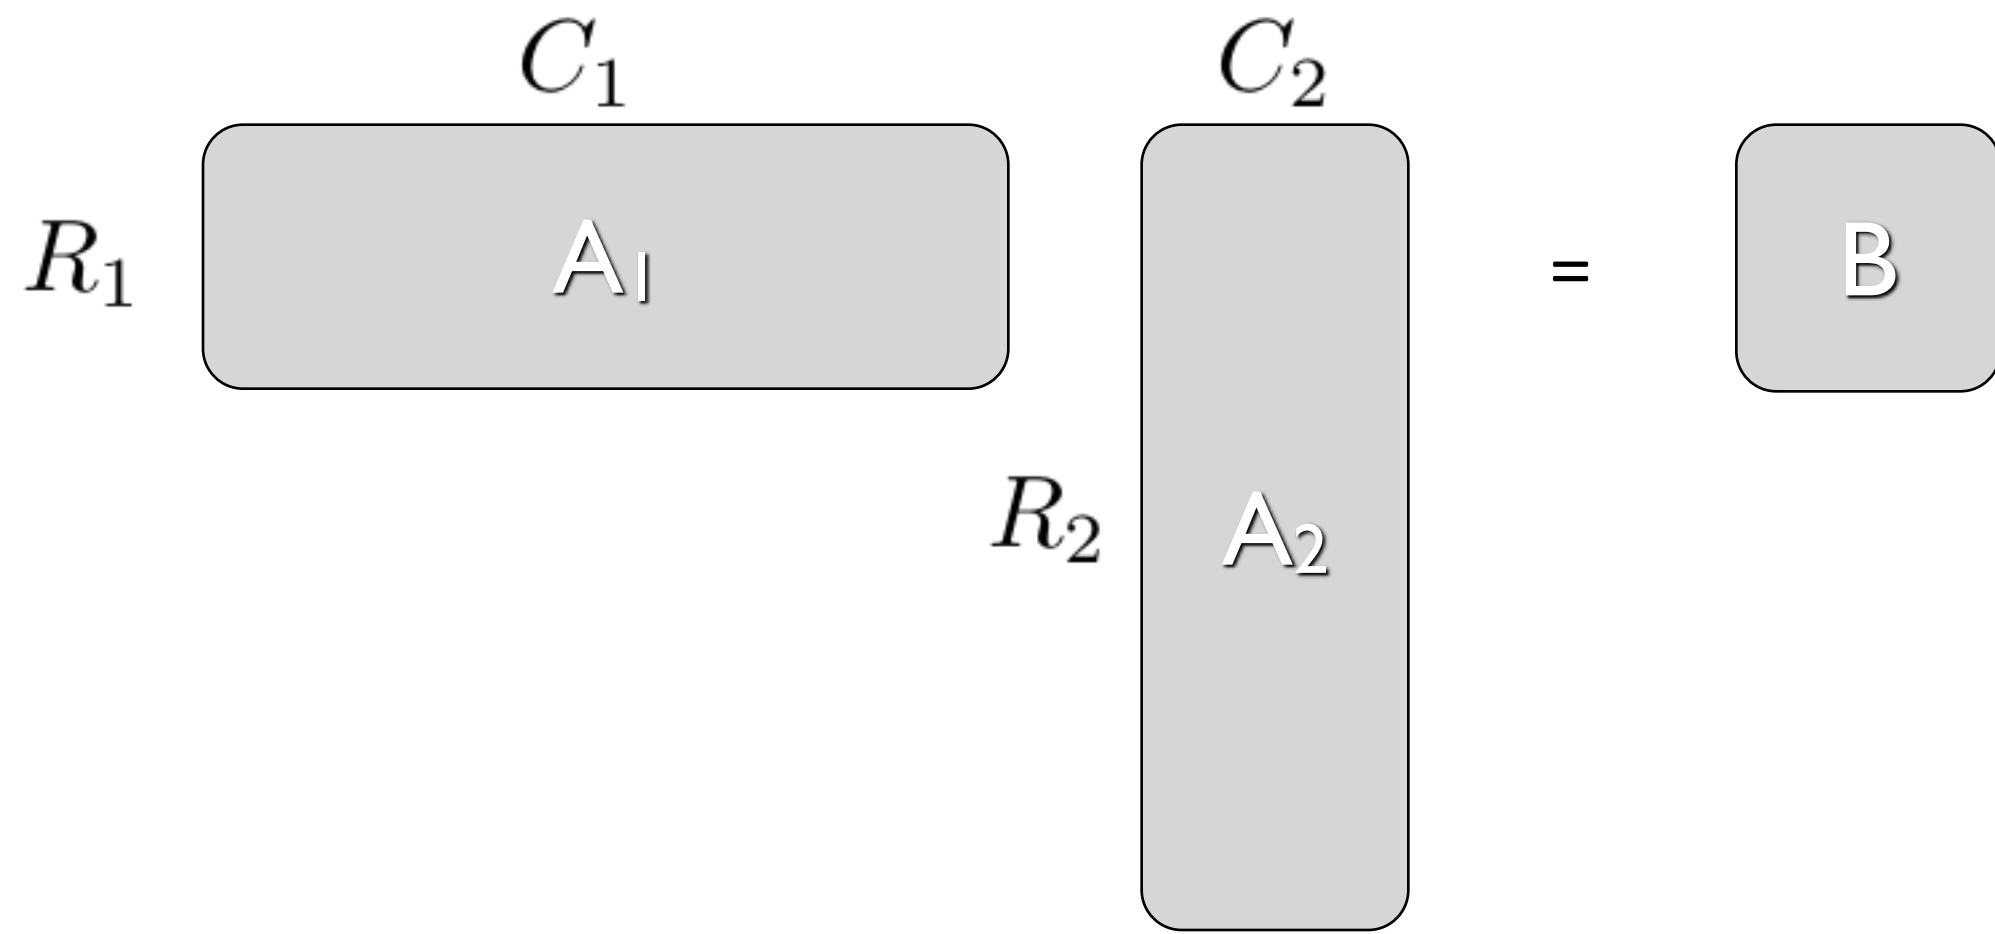 C₁ C₂
R₁ A₁ = B
R₂ A₂